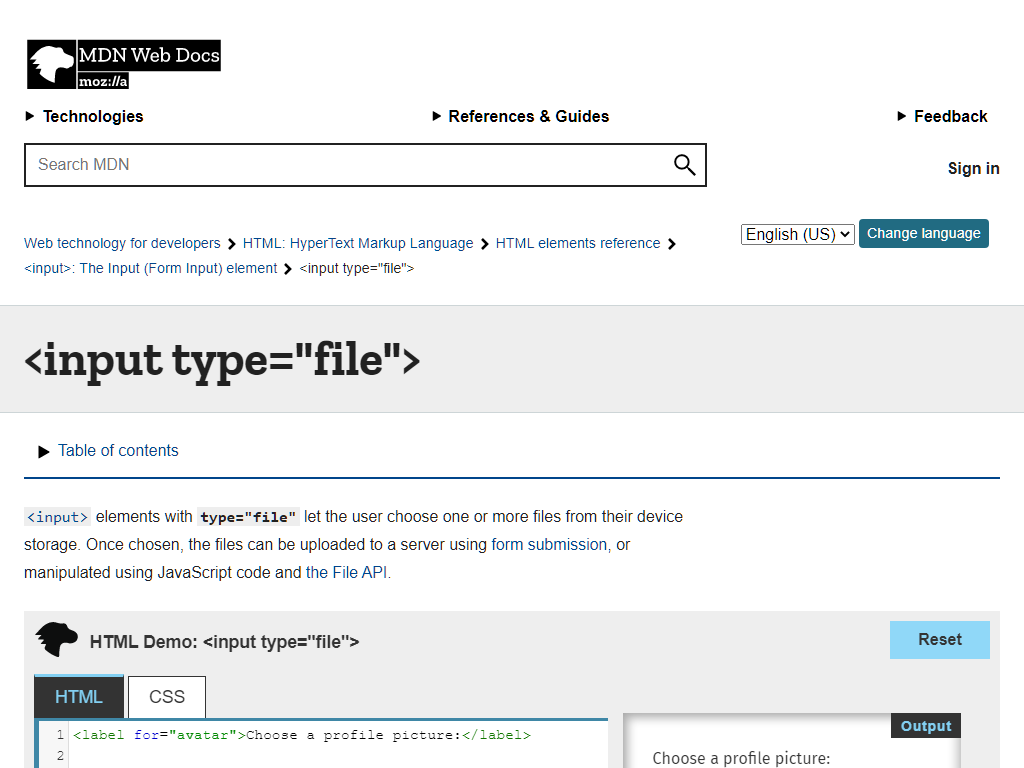 MDN Web Docs
moz://a
Technologies
References & Guides
Feedback
Search MDN
Sign in
Web technology for developers
HTML: HyperText Markup Language
HTML elements reference
<input>: The Input (Form Input) element
<input type="file">
English (US)
Change language
<input type="file">
Table of contents
<input> elements with type="file" let the user choose one or more files from their device
storage. Once chosen, the files can be uploaded to a server using form submission, or
manipulated using JavaScript code and the File API.
HTML Demo: <input type="file">
Reset
HTML
CSS
1 <label for="avatar">Choose a profile picture:</label>
2
Output
Choose a profile picture: